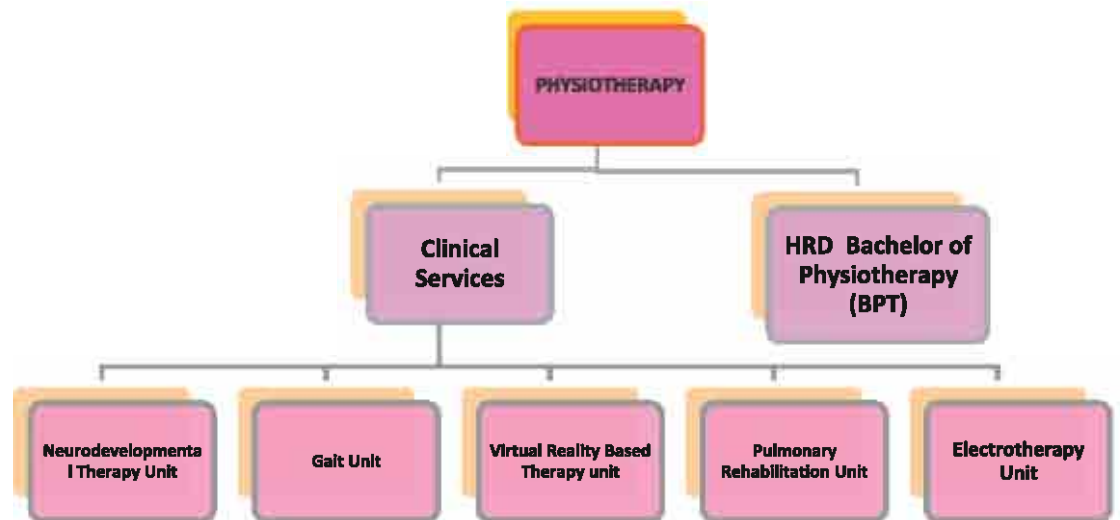 PHYSIOTHERAPY
Clinical
Services
HRD Bachelor of
Physiotherapy
(BPT)
Neurodevelopmenta
l Therapy Unit
Gait Unit
Virtual Reality Based
Therapy unit
Pulmonary
Rehabilitation Unit
Electrotherapy
Unit